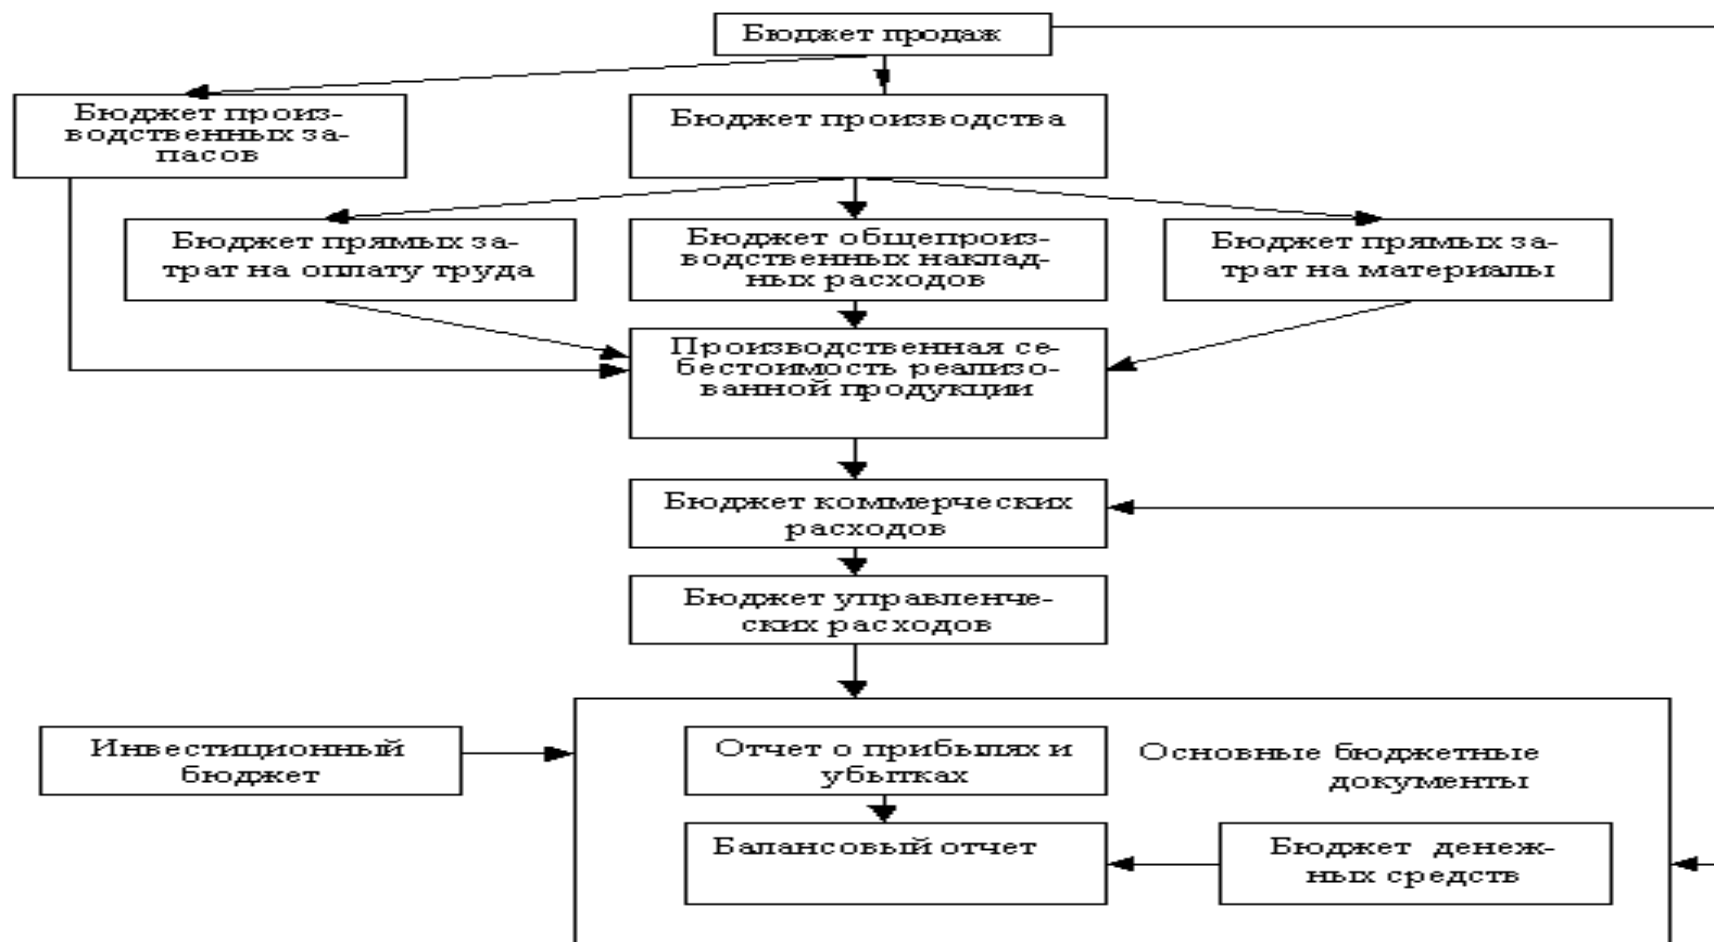 Бюджет продаж
Бюджет произ-
водственных за-
пасов
Бюджет производства
Бюджет прямых за-
трат на оплату труда
Бюджет общепроиз-
водственных наклад-
ных расходов
Бюджет прямых за-
трат на материалы
Производственная се-
бестоимость реализо-
ванной продукции
Бюджет коммерческих
расходов
Бюджет управленче-
ских расходов
Инвестиционный
бюджет
Отчет о прибылях и
убытках
Основные бюджетные
документы
Балансовый отчет
Бюджет денеж-
ных средств